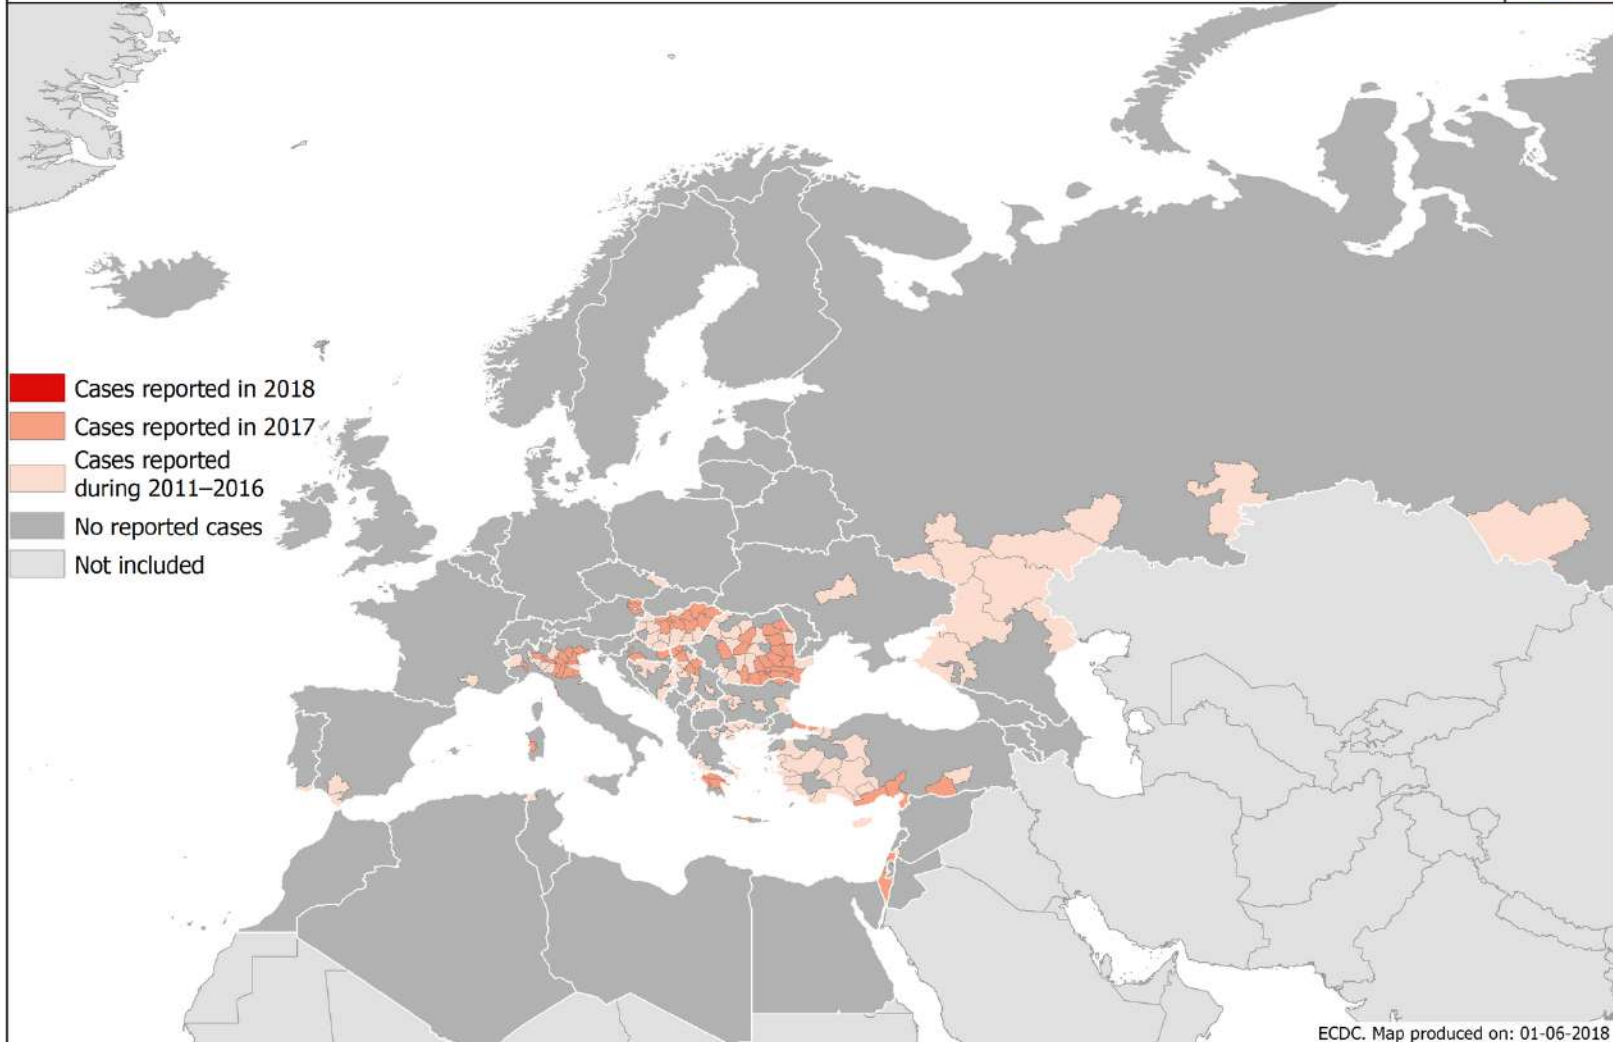 Cases reported in 2018
Cases reported in 2017
Cases reported
during 2011–2016
No reported cases
Not included
ECDC. Map produced on: 01-06-2018